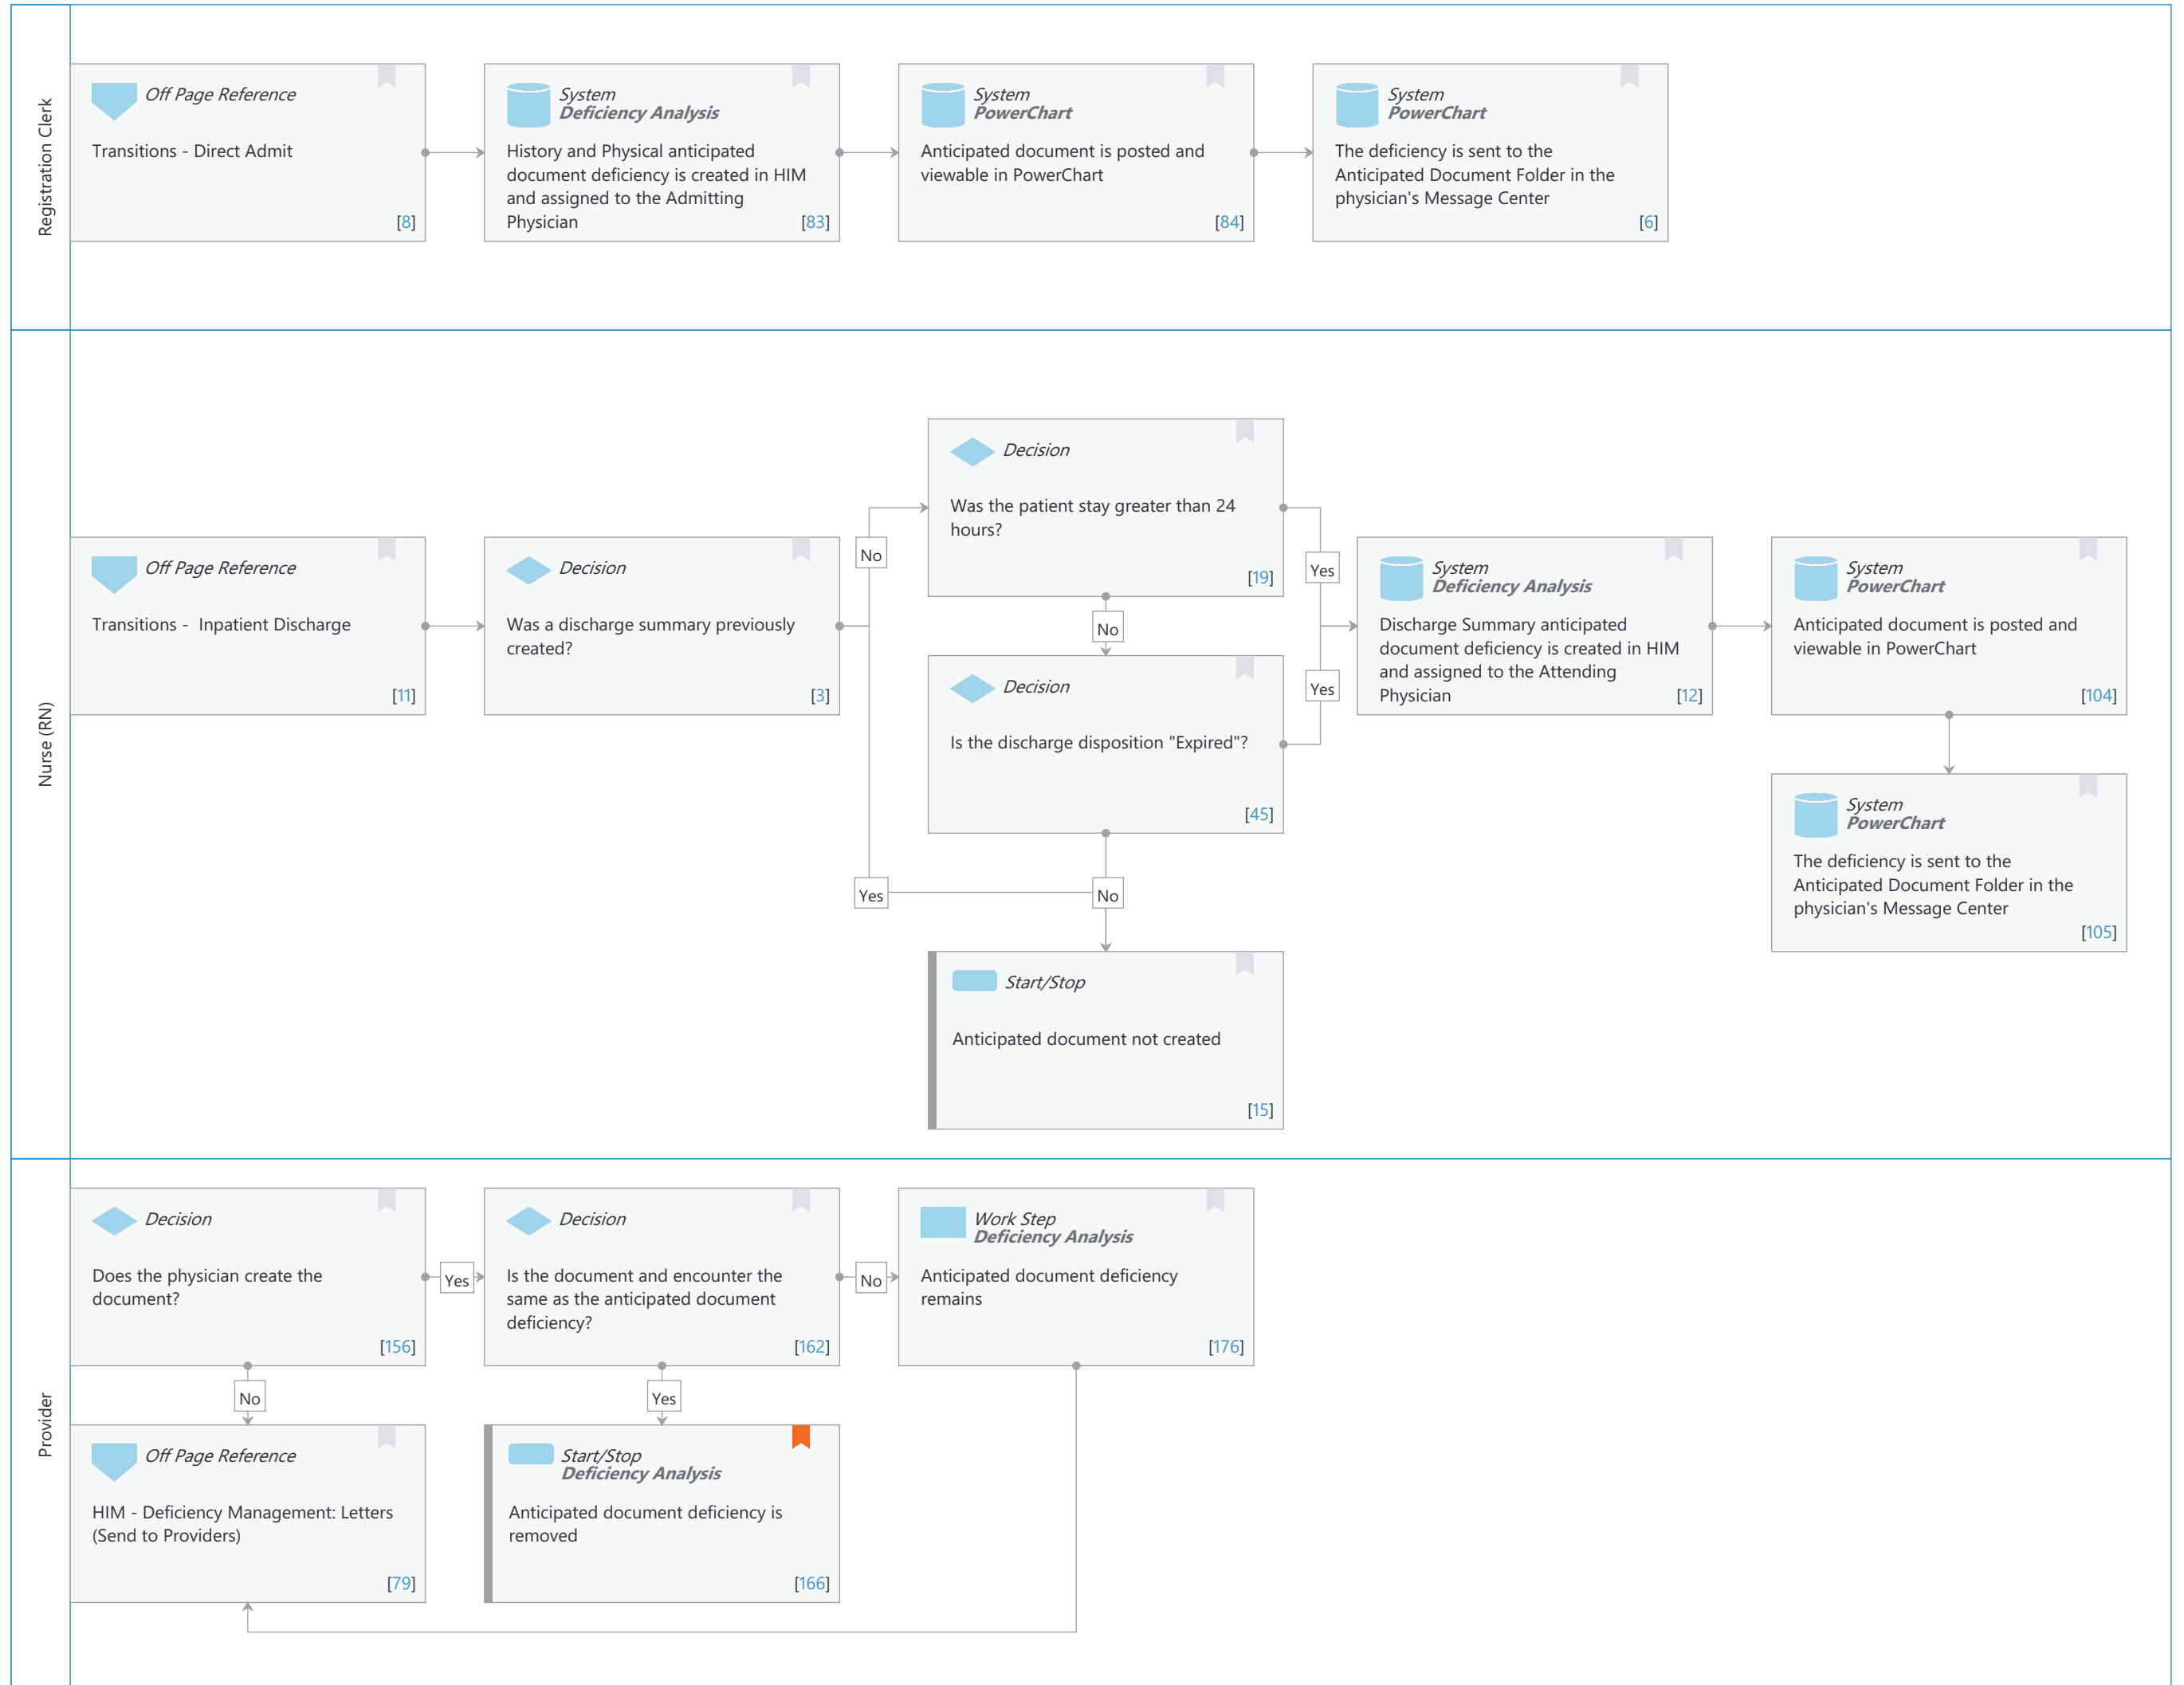 Registration Clerk
Off Page Reference
Transitions - Direct Admit
[8]
System
Deficiency Analysis
History and Physical anticipated
document deficiency is created in HIM
and assigned to the Admitting
Physician
[83]
System
PowerChart
Anticipated document is posted and
viewable in PowerChart
[84]
System
PowerChart
The deficiency is sent to the
Anticipated Document Folder in the
physician's Message Center
[6]
Nurse (RN)
Off Page Reference
Transitions -  Inpatient Discharge
[11]
Decision
Was a discharge summary previously
created?
[3]
No
Yes
Decision
Was the patient stay greater than 24
hours?
[19]
No
Yes
Decision
Is the discharge disposition "Expired"?
[45]
Yes
No
Start/Stop
Anticipated document not created
[15]
System
Deficiency Analysis
Discharge Summary anticipated
document deficiency is created in HIM
and assigned to the Attending
Physician
[12]
System
PowerChart
Anticipated document is posted and
viewable in PowerChart
[104]
System
PowerChart
The deficiency is sent to the
Anticipated Document Folder in the
physician's Message Center
[105]
Provider
Decision
Does the physician create the
document?
[156]
Yes
No
Decision
Is the document and encounter the
same as the anticipated document
deficiency?
[162]
No
Yes
Work Step
Deficiency Analysis
Anticipated document deficiency
remains
[176]
Off Page Reference
HIM - Deficiency Management: Letters
(Send to Providers)
[79]
Start/Stop
Deficiency Analysis
Anticipated document deficiency is
removed
[166]